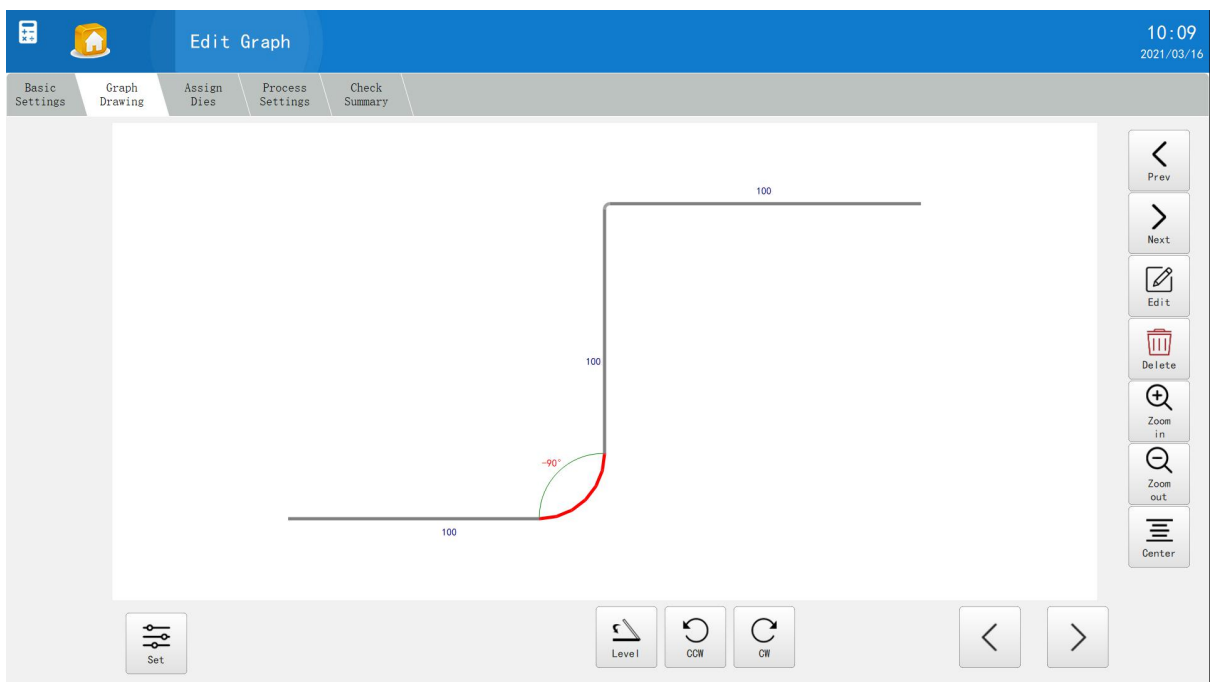 Edit Graph
10:09
2021/03/16
Basic
Settings
Graph
Drawing
Assign
Dies
Process
Settings
Check
Summary
100
100
-90°
100
Prev
Next
Edit
Delete
Zoom
in
Zoom
out
Center
Set
Level
CCW
CW